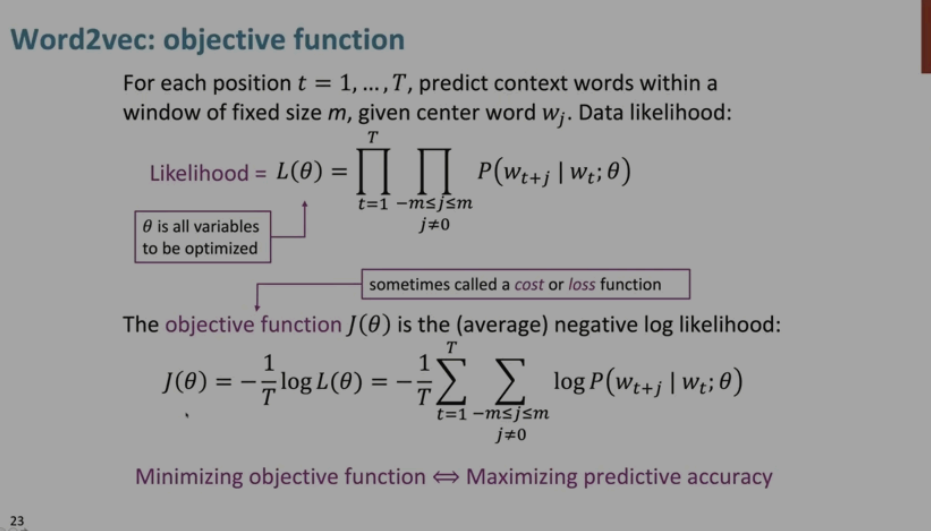 Word2vec: objective function
For each position t = 1, … , T, predict context words within a
window of fixed size m, given center word wⱼ. Data likelihood:
Likelihood = L(θ) = ∏_{t=1}^{T} ∏_{-m≤j≤m, j≠0} P(w_{t+j} | w_t; θ)
θ is all variables
to be optimized
sometimes called a cost or loss function
The objective function J(θ) is the (average) negative log likelihood:
J(θ) = −1/T log L(θ) = −1/T ∑_{t=1}^{T} ∑_{-m≤j≤m, j≠0} log P(w_{t+j} | w_t; θ)
Minimizing objective function ⟺ Maximizing predictive accuracy
23